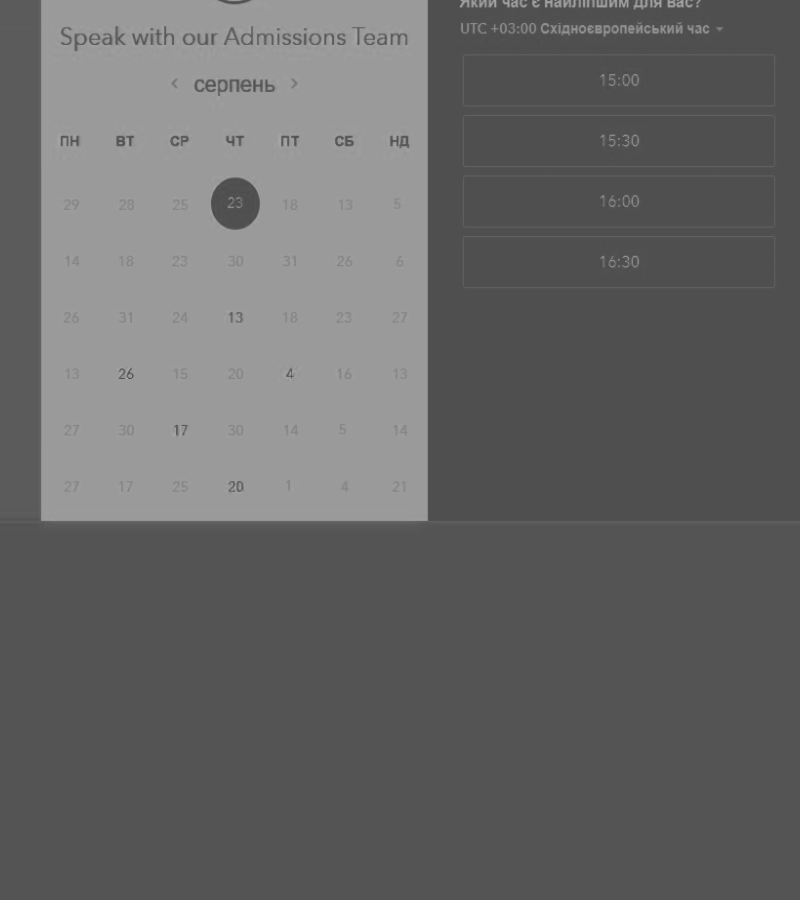 Speak with our Admissions Team
серпень
ПН ВТ СР ЧТ ПТ СБ НД
29 28 25 23 18 13 5
14 18 23 30 31 26 6
26 31 24 13 18 23 27
13 26 15 20 4 16 13
27 30 17 30 14 5 14
27 17 25 20 1 4 21
Який час є найліпшим для вас?
UTC +03:00 Східноєвропейський час
15:00
15:30
16:00
16:30